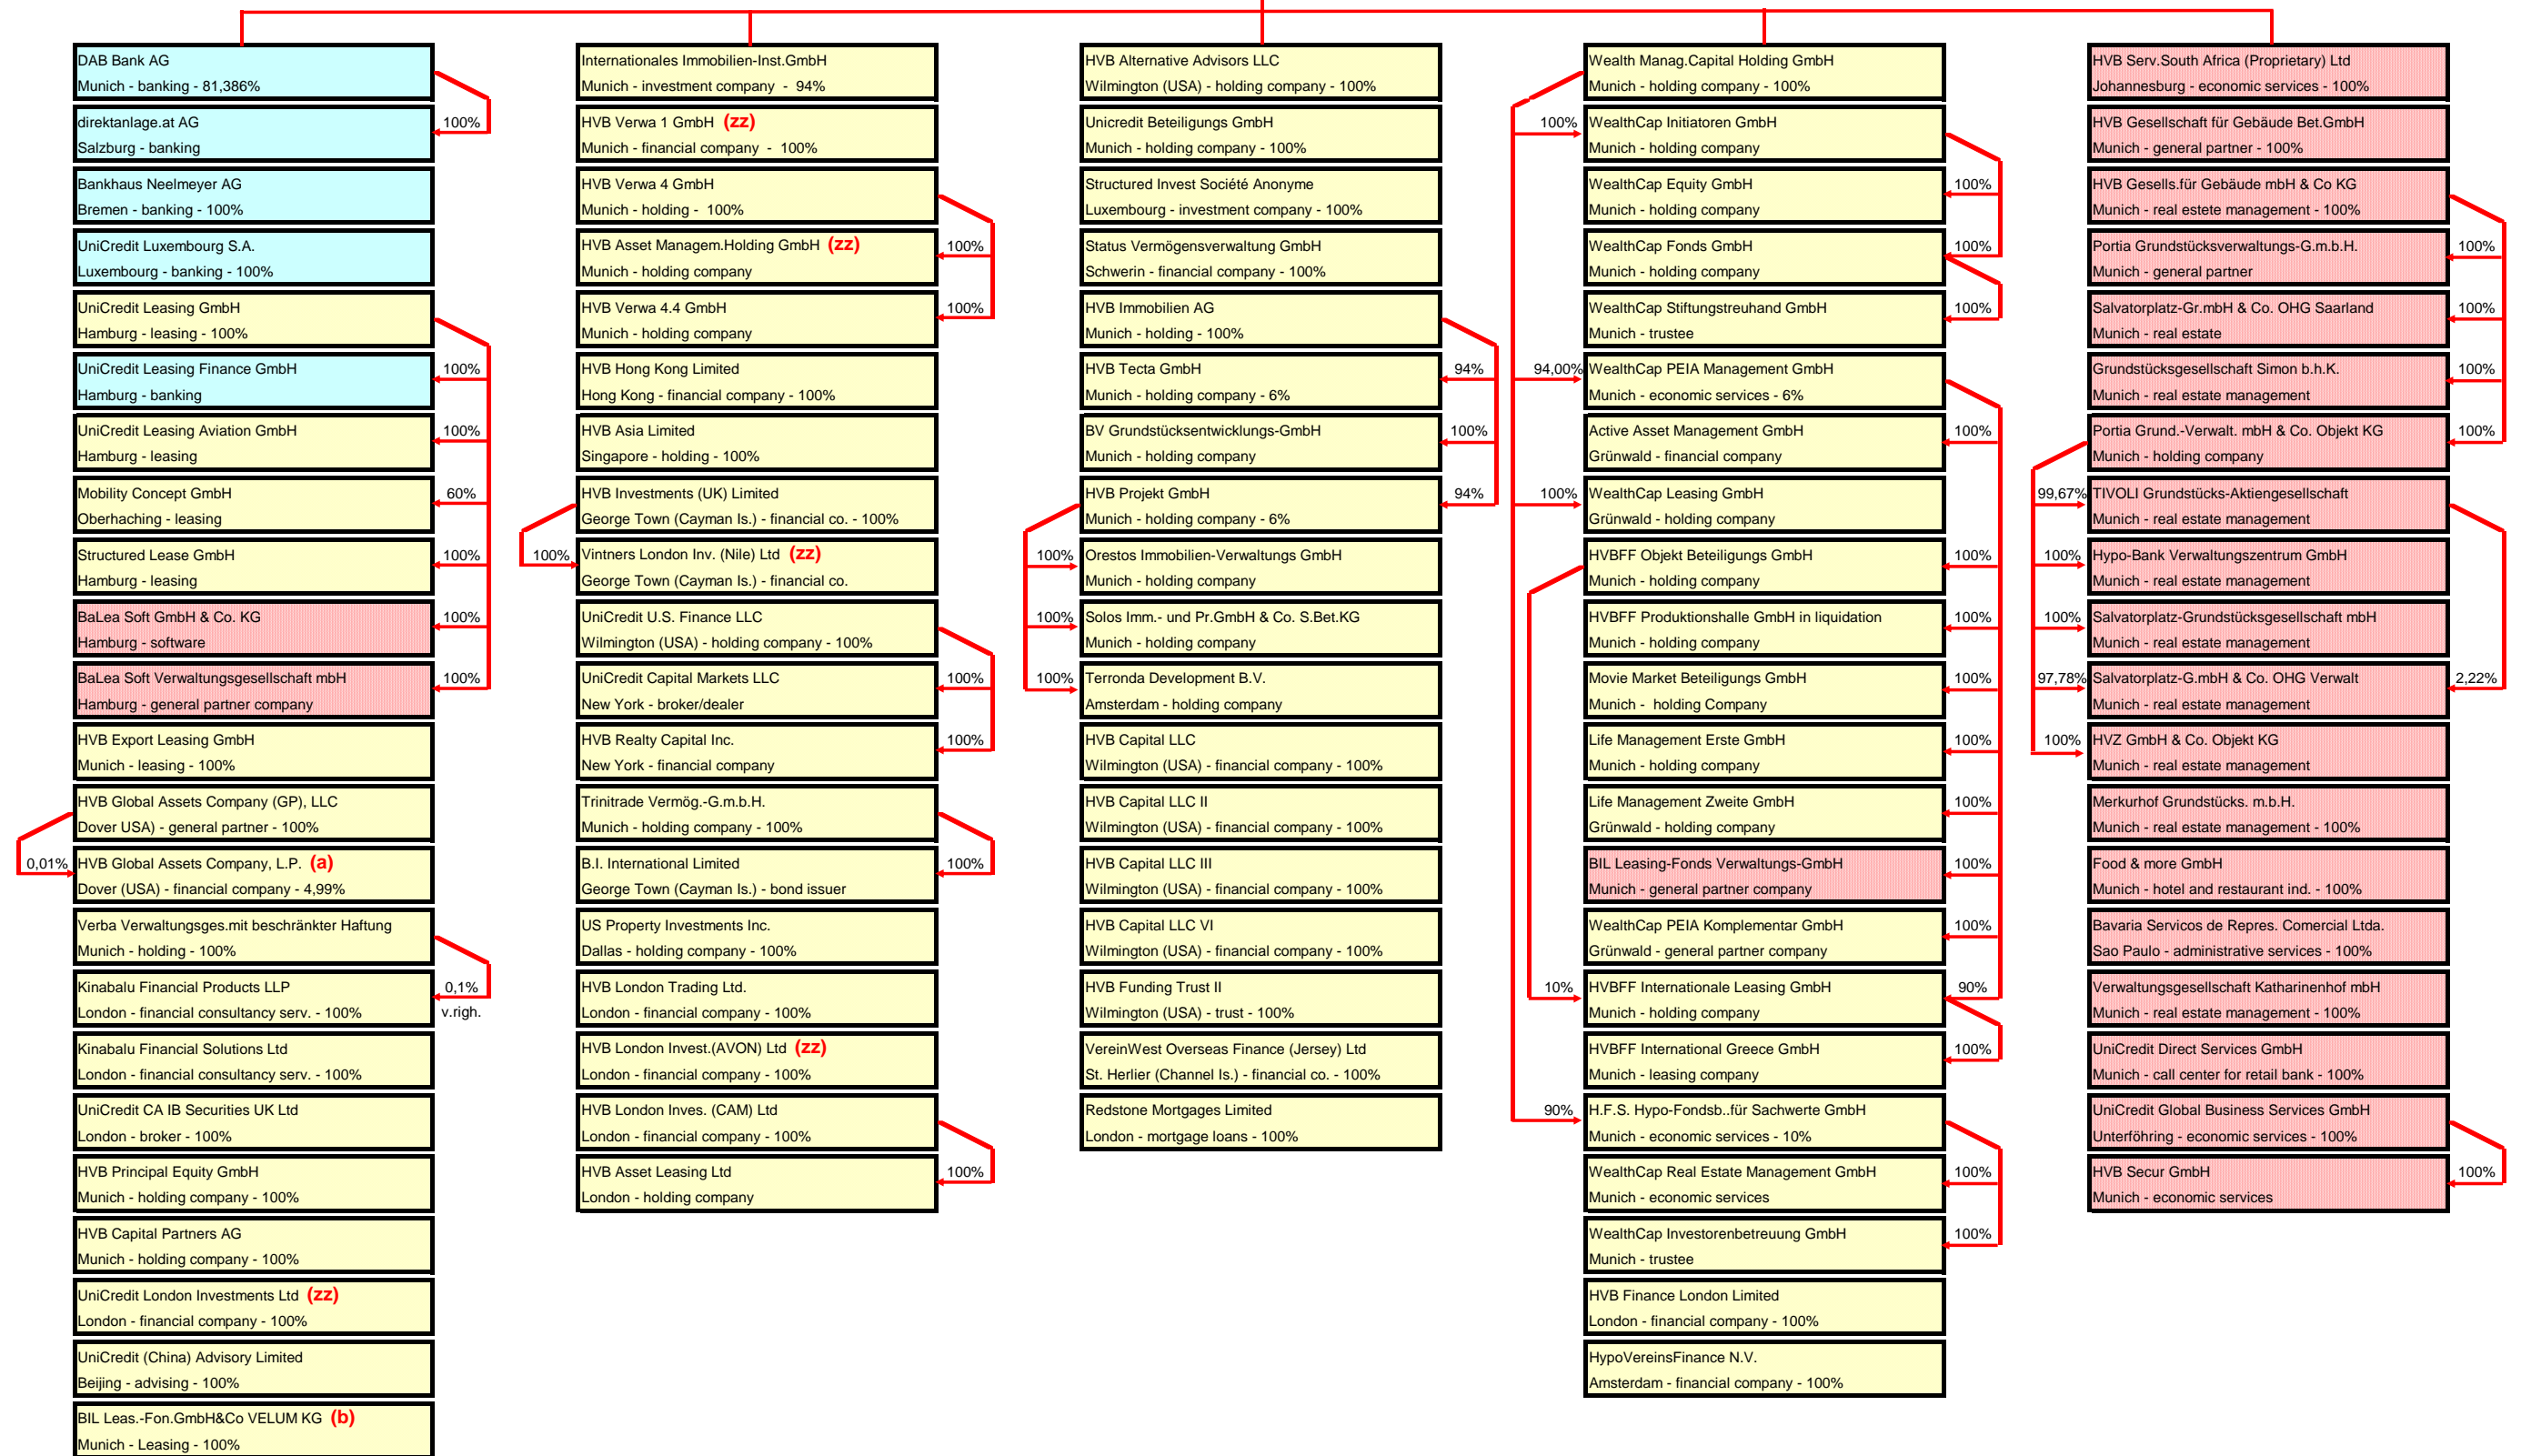 DAB Bank AG
Munich - banking - 81,386%
100%
direktanlage.at AG
Salzburg - banking
Bankhaus Neelmeyer AG
Bremen - banking - 100%
UniCredit Luxembourg S.A.
Luxembourg - banking - 100%
UniCredit Leasing GmbH
Hamburg - leasing - 100%
UniCredit Leasing Finance GmbH
100%
Hamburg - banking
UniCredit Leasing Aviation GmbH
100%
Hamburg - leasing
Mobility Concept GmbH
60%
Oberhaching - leasing
Structured Lease GmbH
100%
Hamburg - leasing
BaLea Soft GmbH & Co. KG
100%
Hamburg - software
BaLea Soft Verwaltungsgesellschaft mbH
100%
Hamburg - general partner company
HVB Export Leasing GmbH
Munich - leasing - 100%
HVB Global Assets Company (GP), LLC
Dover USA) - general partner - 100%
0,01%
HVB Global Assets Company, L.P. (a)
Dover (USA) - financial company - 4,99%
Verba Verwaltungsges.mit beschränkter Haftung
Munich - holding - 100%
Kinabalu Financial Products LLP
0,1%
London - financial consultancy serv. - 100%
v.righ.
Kinabalu Financial Solutions Ltd
London - financial consultancy serv. - 100%
UniCredit CA IB Securities UK Ltd
London - broker - 100%
HVB Principal Equity GmbH
Munich - holding company - 100%
HVB Capital Partners AG
Munich - holding company - 100%
UniCredit London Investments Ltd (zz)
London - financial company - 100%
UniCredit (China) Advisory Limited
Beijing - advising - 100%
BIL Leas.-Fon.GmbH&Co VELUM KG (b)
Munich - Leasing - 100%
Internationales Immobilien-Inst.GmbH
Munich - investment company - 94%
HVB Verwa 1 GmbH (zz)
Munich - financial company - 100%
HVB Verwa 4 GmbH
Munich - holding - 100%
HVB Asset Managem.Holding GmbH (zz)
100%
Munich - holding company
HVB Verwa 4.4 GmbH
100%
Munich - holding company
HVB Hong Kong Limited
Hong Kong - financial company - 100%
HVB Asia Limited
Singapore - holding - 100%
HVB Investments (UK) Limited
George Town (Cayman Is.) - financial co. - 100%
100%
Vintners London Inv. (Nile) Ltd (zz)
George Town (Cayman Is.) - financial co.
UniCredit U.S. Finance LLC
Wilmington (USA) - holding company - 100%
UniCredit Capital Markets LLC
100%
New York - broker/dealer
HVB Realty Capital Inc.
100%
New York - financial company
Trinitrade Vermög.-G.m.b.H.
Munich - holding company - 100%
B.I. International Limited
100%
George Town (Cayman Is.) - bond issuer
US Property Investments Inc.
Dallas - holding company - 100%
HVB London Trading Ltd.
London - financial company - 100%
HVB London Invest.(AVON) Ltd (zz)
London - financial company - 100%
HVB London Inves. (CAM) Ltd
London - financial company - 100%
HVB Asset Leasing Ltd
100%
London - holding company
HVB Alternative Advisors LLC
Wilmington (USA) - holding company - 100%
Unicredit Beteiligungs GmbH
Munich - holding company - 100%
Structured Invest Société Anonyme
Luxembourg - investment company - 100%
Status Vermögensverwaltung GmbH
Schwerin - financial company - 100%
HVB Immobilien AG
Munich - holding - 100%
HVB Tecta GmbH
94%
Munich - holding company - 6%
BV Grundstücksentwicklungs-GmbH
100%
Munich - holding company
HVB Projekt GmbH
94%
Munich - holding company - 6%
100%
Orestos Immobilien-Verwaltungs GmbH
Munich - holding company
100%
Solos Imm.- und Pr.GmbH & Co. S.Bet.KG
Munich - holding company
100%
Terronda Development B.V.
Amsterdam - holding company
HVB Capital LLC
Wilmington (USA) - financial company - 100%
HVB Capital LLC II
Wilmington (USA) - financial company - 100%
HVB Capital LLC III
Wilmington (USA) - financial company - 100%
HVB Capital LLC VI
Wilmington (USA) - financial company - 100%
HVB Funding Trust II
Wilmington (USA) - trust - 100%
VereinWest Overseas Finance (Jersey) Ltd
St. Herlier (Channel Is.) - financial co. - 100%
Redstone Mortgages Limited
London - mortgage loans - 100%
Wealth Manag.Capital Holding GmbH
Munich - holding company - 100%
100%
WealthCap Initiatoren GmbH
Munich - holding company
WealthCap Equity GmbH
100%
Munich - holding company
WealthCap Fonds GmbH
100%
Munich - holding company
WealthCap Stiftungstreuhand GmbH
100%
Munich - trustee
94,00%
WealthCap PEIA Management GmbH
Munich - economic services - 6%
Active Asset Management GmbH
100%
Grünwald - financial company
100%
WealthCap Leasing GmbH
Grünwald - holding company
HVBFF Objekt Beteiligungs GmbH
100%
Munich - holding company
HVBFF Produktionshalle GmbH in liquidation
100%
Munich - holding company
Movie Market Beteiligungs GmbH
100%
Munich - holding Company
Life Management Erste GmbH
100%
Munich - holding company
Life Management Zweite GmbH
100%
Grünwald - holding company
BIL Leasing-Fonds Verwaltungs-GmbH
100%
Munich - general partner company
WealthCap PEIA Komplementar GmbH
100%
Grünwald - general partner company
10%
HVBFF Internationale Leasing GmbH
90%
Munich - holding company
HVBFF International Greece GmbH
100%
Munich - leasing company
90%
H.F.S. Hypo-Fondsb..für Sachwerte GmbH
Munich - economic services - 10%
WealthCap Real Estate Management GmbH
100%
Munich - economic services
WealthCap Investorenbetreuung GmbH
100%
Munich - trustee
HVB Finance London Limited
London - financial company - 100%
HypoVereinsFinance N.V.
Amsterdam - financial company - 100%
HVB Serv.South Africa (Proprietary) Ltd
Johannesburg - economic services - 100%
HVB Gesellschaft für Gebäude Bet.GmbH
Munich - general partner - 100%
HVB Gesells.für Gebäude mbH & Co KG
Munich - real estete management - 100%
Portia Grundstücksverwaltungs-G.m.b.H.
100%
Munich - general partner
Salvatorplatz-Gr.mbH & Co. OHG Saarland
100%
Munich - real estate
Grundstücksgesellschaft Simon b.h.K.
100%
Munich - real estate management
Portia Grund.-Verwalt. mbH & Co. Objekt KG
100%
Munich - holding company
99,67%
TIVOLI Grundstücks-Aktiengesellschaft
Munich - real estate management
100%
Hypo-Bank Verwaltungszentrum GmbH
Munich - real estate management
100%
Salvatorplatz-Grundstücksgesellschaft mbH
Munich - real estate management
97,78%
Salvatorplatz-G.mbH & Co. OHG Verwalt
2,22%
Munich - real estate management
100%
HVZ GmbH & Co. Objekt KG
Munich - real estate management
Merkurhof Grundstücks. m.b.H.
Munich - real estate management - 100%
Food & more GmbH
Munich - hotel and restaurant ind. - 100%
Bavaria Servicos de Repres. Comercial Ltda.
Sao Paulo - administrative services - 100%
Verwaltungsgesellschaft Katharinenhof mbH
Munich - real estate management - 100%
UniCredit Direct Services GmbH
Munich - call center for retail bank - 100%
UniCredit Global Business Services GmbH
Unterföhring - economic services - 100%
HVB Secur GmbH
100%
Munich - economic services